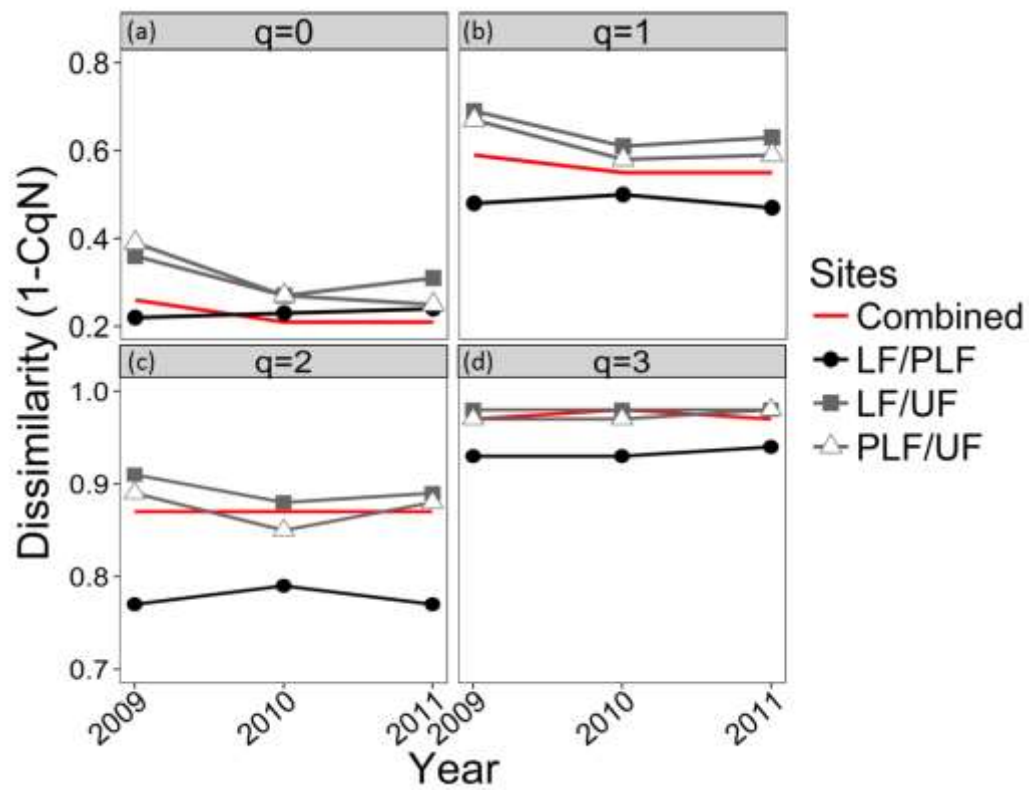 (a) q=0
(b) q=1
0.8
0.6
0.4
0.2
(c) q=2
(d) q=3
1.0
0.9
0.8
0.7
Dissimilarity (1-CqN)
2009
2010
2011
2009
2010
2011
Year
Sites
Combined
LF/PLF
LF/UF
PLF/UF